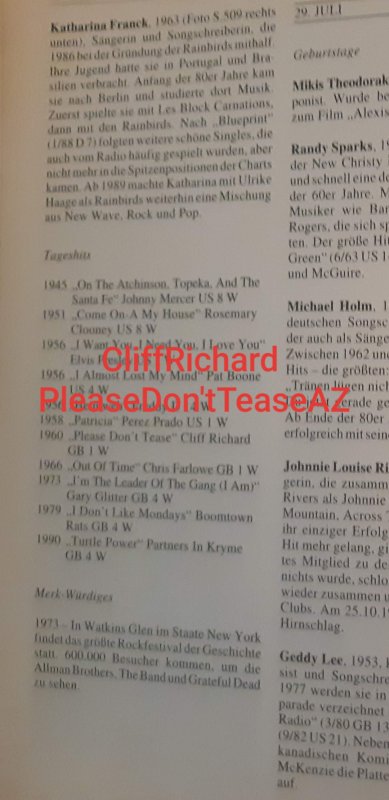 Katharina Franck, 1963 (Foto S.509 rechts
unten), Sängerin und Songschreiberin, die
1986 bei der Gründung der Rainbirds mithalf.
Ihre Jugend hatte sie in Portugal und Bra-
silien verbracht. Anfang der 80er Jahre kam
sie nach Berlin und studierte dort Musik.
Zuerst spielte sie mit Les Block Carnations,
dann mit den Rainbirds. Nach „Blueprint"
(1/88 D 7) folgten weitere schöne Singles, die
auch vom Radio häufig gespielt wurden, aber
nicht mehr in die Spitzenpositionen der Charts
kamen. Ab 1989 machte Katharina mit Ulrike
Haage als Rainbirds weiterhin eine Mischung
aus New Wave, Rock und Pop.
Tageshits
1945 „On The Atchinson, Topeka, And The
Santa Fe" Johnny Mercer US 8 W
1951 „Come On-A My House" Rosemary
Clooney US 8 W
1956 „I Want You, I Need You, I Love You"
Elvis Presley
1956 „I Almost Lost My Mind" Pat Boone
US 4 W
1958 „Patricia" Perez Prado US 1 W
1960 „Please Don't Tease" Cliff Richard
GB 1 W
1966 „Out Of Time" Chris Farlowe GB 1 W
1973 „I'm The Leader Of The Gang (I Am)"
Gary Glitter GB 4 W
1979 „I Don't Like Mondays" Boomtown
Rats GB 4 W
1990 „Turtle Power" Partners In Kryme
GB 4 W
Merk-Würdiges
1973 – In Watkins Glen im Staate New York
findet das größte Rockfestival der Geschichte
statt. 600.000 Besucher kommen, um die
Allman Brothers, The Band und Grateful Dead
zu sehen.
CliffRichard
PleaseDon'tTeaseAZ
29. JULI
Geburtstage
Mikis Theodorak
ponist. Wurde be
zum Film „Alexis
Randy Sparks, 19
der New Christy
und schnell eine de
der 60er Jahre. M
Musiker wie Bar
Rogers, die sich sp
ten. Der größe Hit
Green" (6/63 US 1
und McGuire.
Michael Holm, 1
deutschen Songsc
der auch als Sänge
Zwischen 1962 und
Hits – die größten:
„Tränen lügen nich
gerade ge
Ab Ende der 80er
erfolgreich mit seine
Johnnie Louise Ri
gerin, die zusamm
Rivers als Johnnie
Mountain, Across
ihr einziger Erfolg
Hit mehr gelang, gi
tes Mitglied zu de
nichts wurde, schlo
wieder zusammen u
Clubs. Am 25.10.1
Hirnschlag.
Geddy Lee, 1953, k
sist und Songschre
1977 werden sie in
parade verzeichnet
Radio" (3/80 GB 13
(9/82 US 21). Neben
kanadischen Komi
McKenzie die Platte
auf.